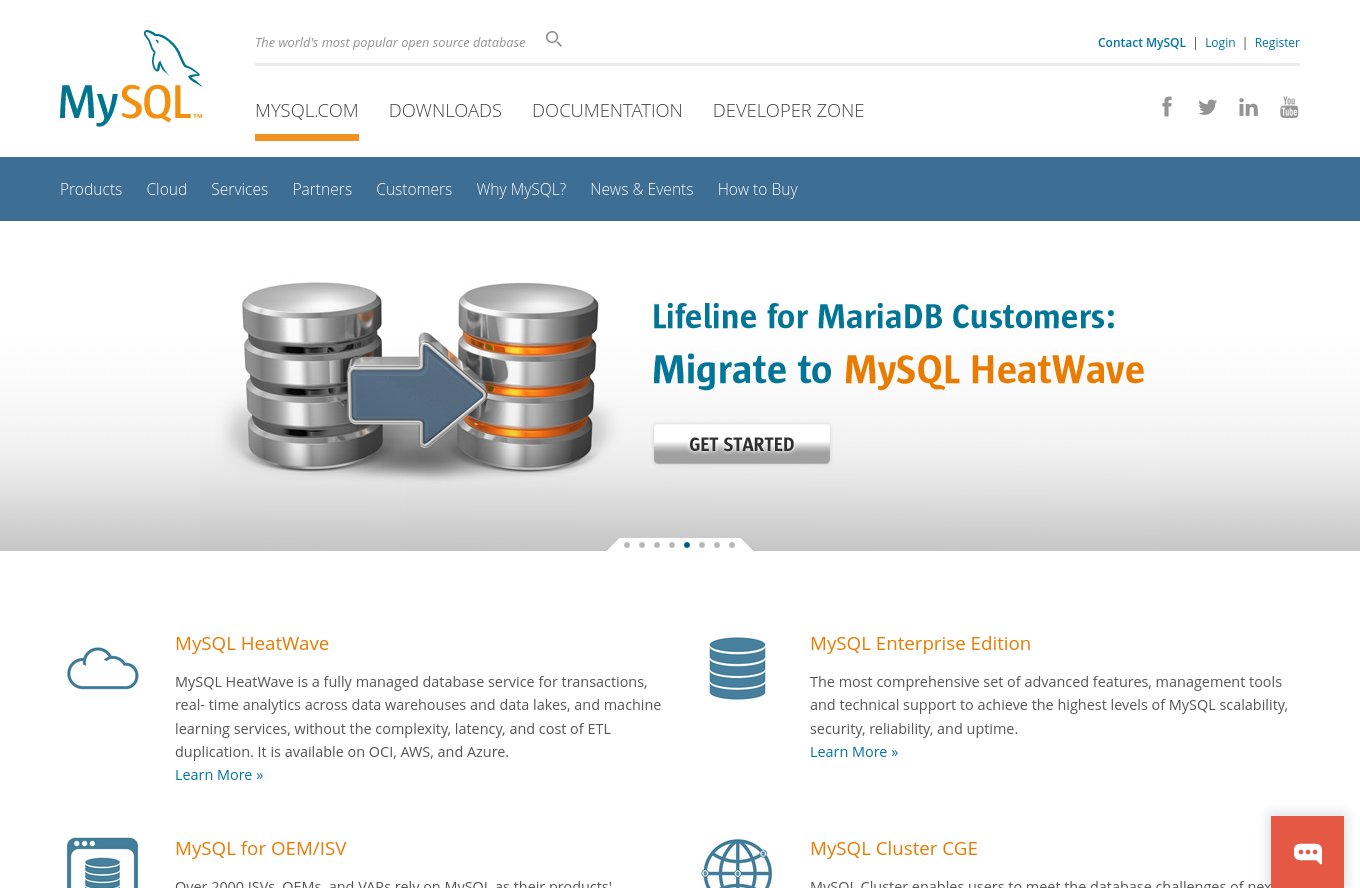 The world's most popular open source database
Contact MySQL | Login | Register
MySQL™
MYSQL.COM DOWNLOADS DOCUMENTATION DEVELOPER ZONE
You Tube
Products Cloud Services Partners Customers Why MySQL? News & Events How to Buy
Lifeline for MariaDB Customers:
Migrate to MySQL HeatWave
GET STARTED
MySQL HeatWave
MySQL HeatWave is a fully managed database service for transactions,
real- time analytics across data warehouses and data lakes, and machine
learning services, without the complexity, latency, and cost of ETL
duplication. It is available on OCI, AWS, and Azure.
Learn More »
MySQL Enterprise Edition
The most comprehensive set of advanced features, management tools
and technical support to achieve the highest levels of MySQL scalability,
security, reliability, and uptime.
Learn More »
MySQL for OEM/ISV
Over 2000 ISVs, OEMs, and VARs rely on MySQL as their products'
MySQL Cluster CGE
MySQL Cluster enables users to meet the database challenges of